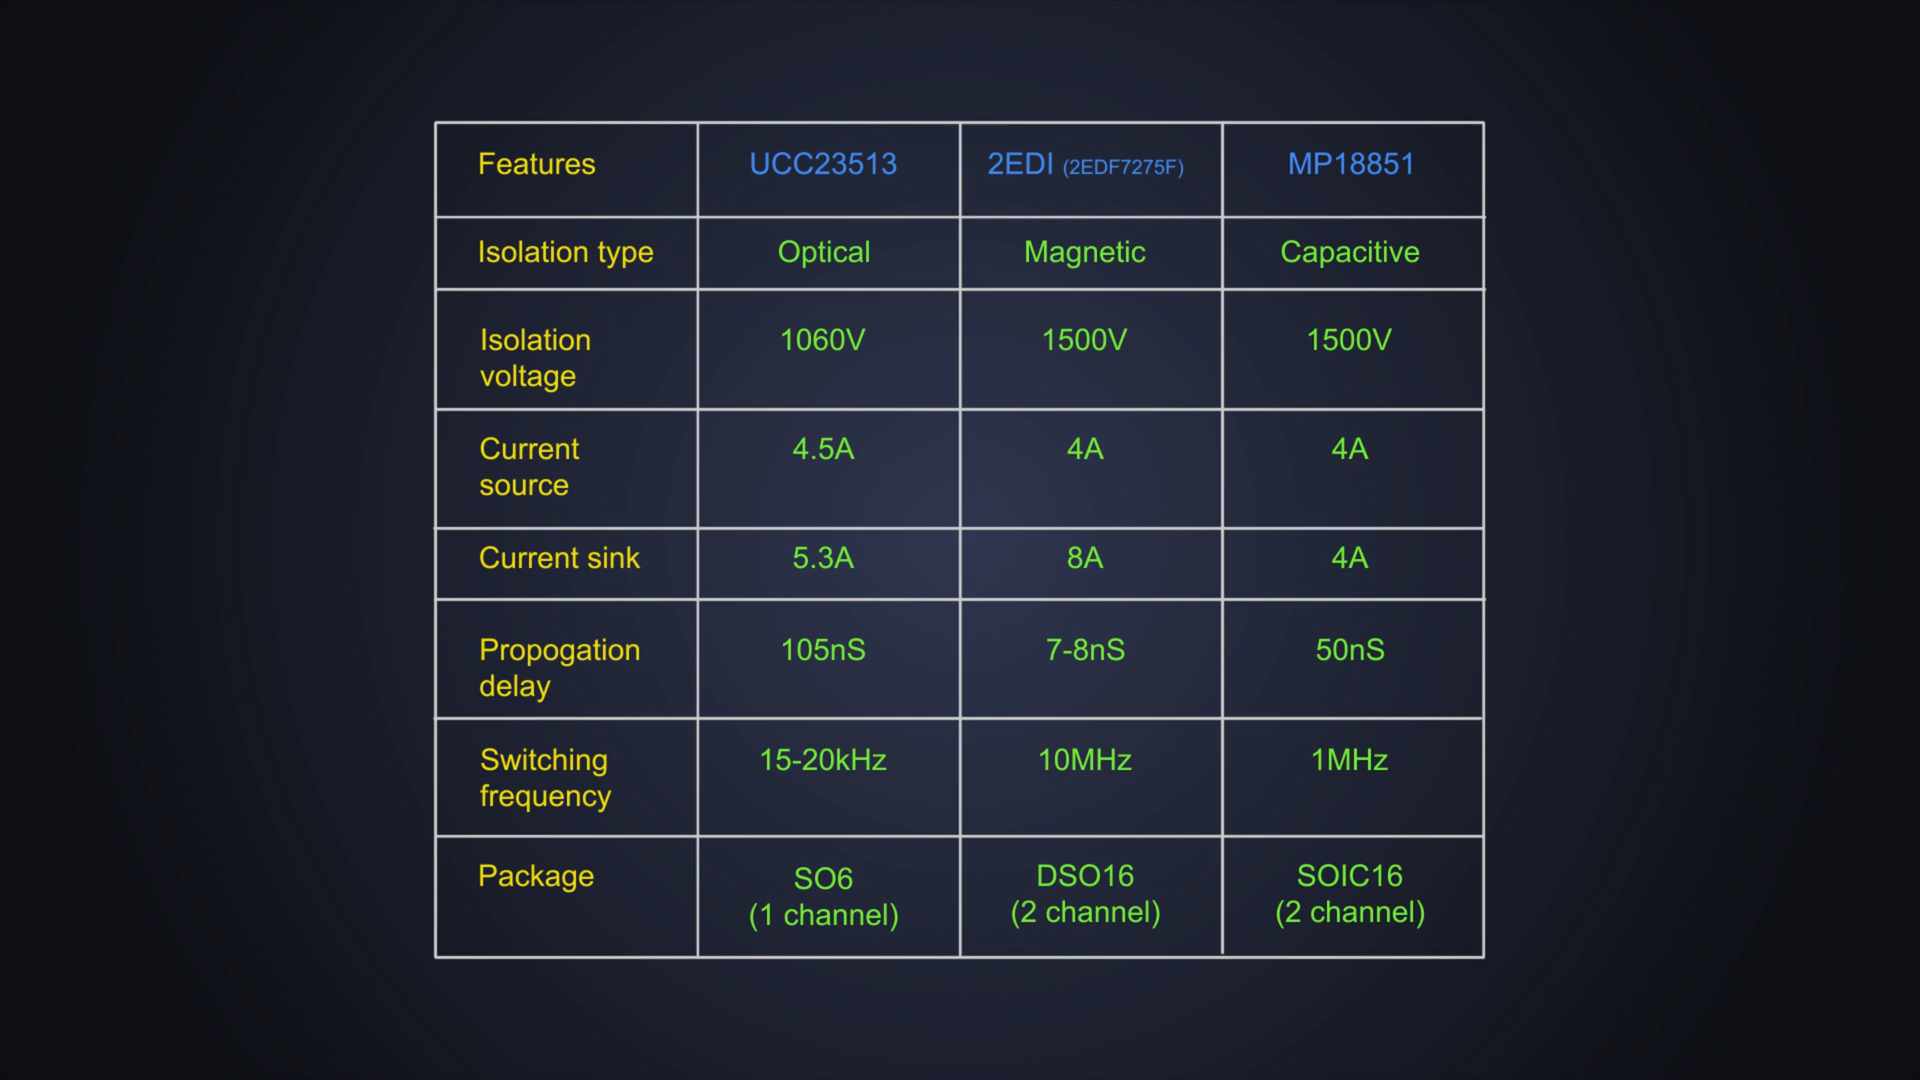 Features UCC23513 2EDI (2EDF7275F) MP18851
Isolation type Optical Magnetic Capacitive
Isolation voltage 1060V 1500V 1500V
Current source 4.5A 4A 4A
Current sink 5.3A 8A 4A
Propogation delay 105nS 7-8nS 50nS
Switching frequency 15-20kHz 10MHz 1MHz
Package SO6 (1 channel) DSO16 (2 channel) SOIC16 (2 channel)